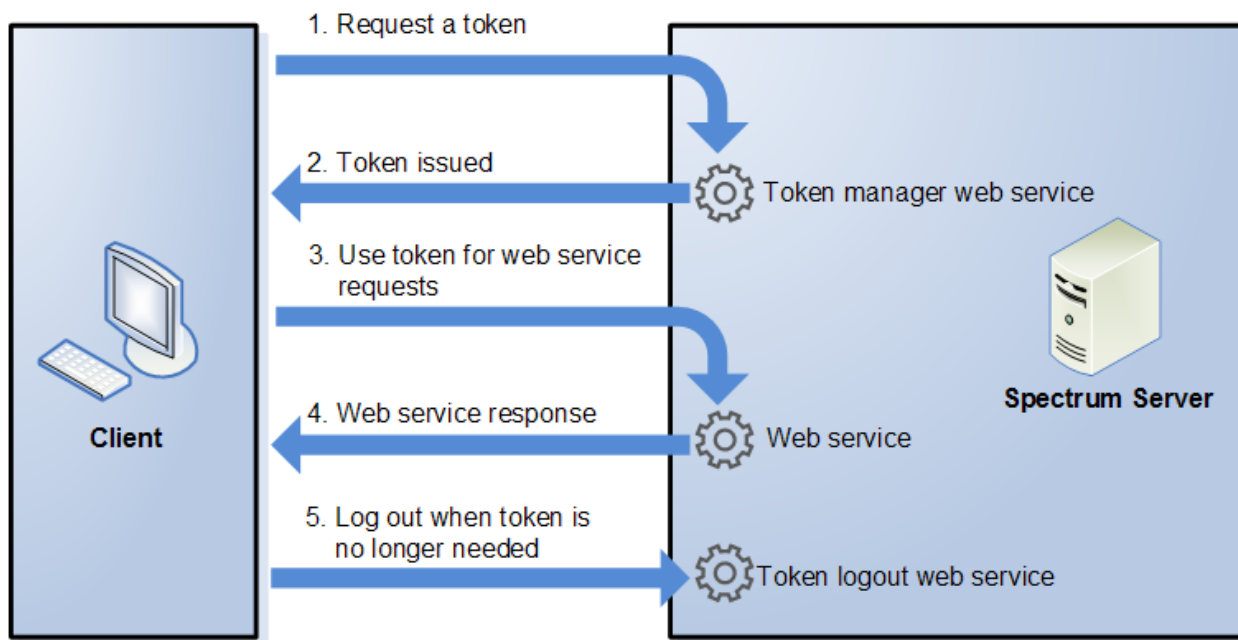 1. Request a token
2. Token issued
Token manager web service
3. Use token for web service
requests
Spectrum Server
4. Web service response
Client
Web service
5. Log out when token is
no longer needed
Token logout web service